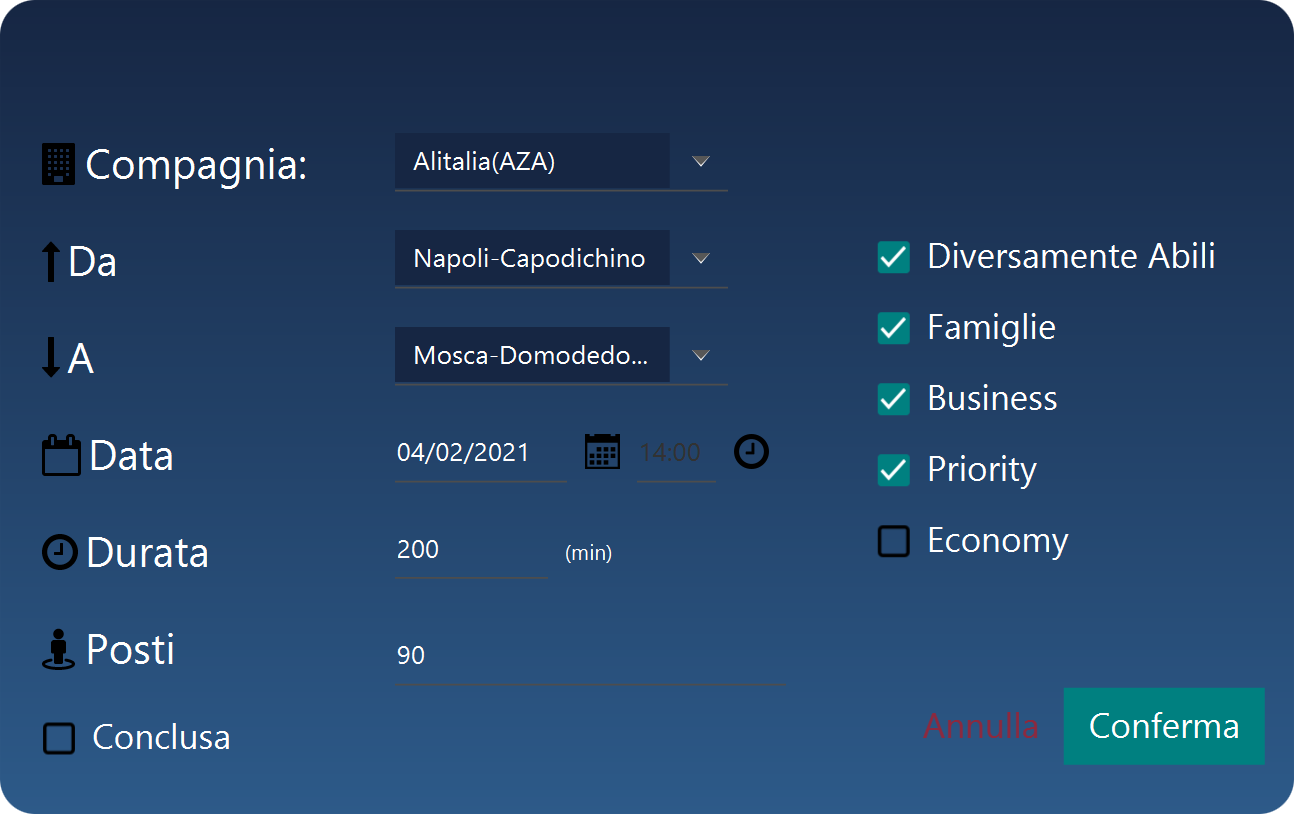 Compagnia: Alitalia(AZA)
Da Napoli-Capodichino
A Mosca-Domodedo...
Data 04/02/2021 14:00
Durata 200 (min)
Posti 90
Conclusa
Diversamente Abili
Famiglie
Business
Priority
Economy
Annulla Conferma